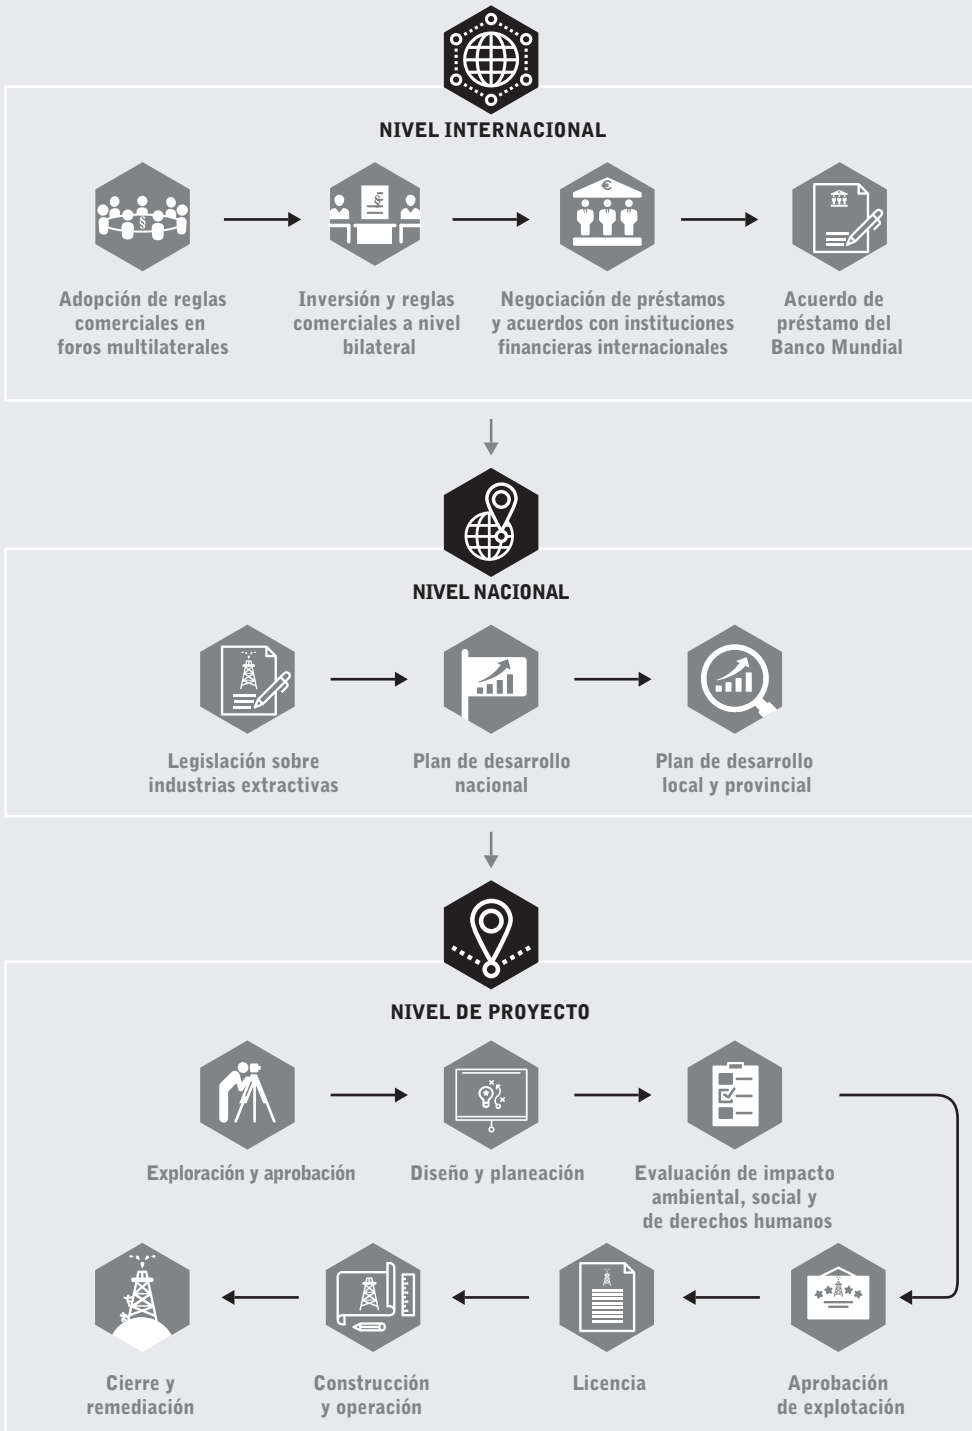 NIVEL INTERNACIONAL
Adopción de reglas
comerciales en
foros multilaterales
Inversión y reglas
comerciales a nivel
bilateral
Negociación de préstamos
y acuerdos con instituciones
financieras internacionales
Acuerdo de
préstamo del
Banco Mundial
NIVEL NACIONAL
Legislación sobre
industrias extractivas
Plan de desarrollo
nacional
Plan de desarrollo
local y provincial
NIVEL DE PROYECTO
Exploración y aprobación
Diseño y planeación
Evaluación de impacto
ambiental, social y
de derechos humanos
Aprobación
de explotación
Licencia
Construcción
y operación
Cierre y
remediación